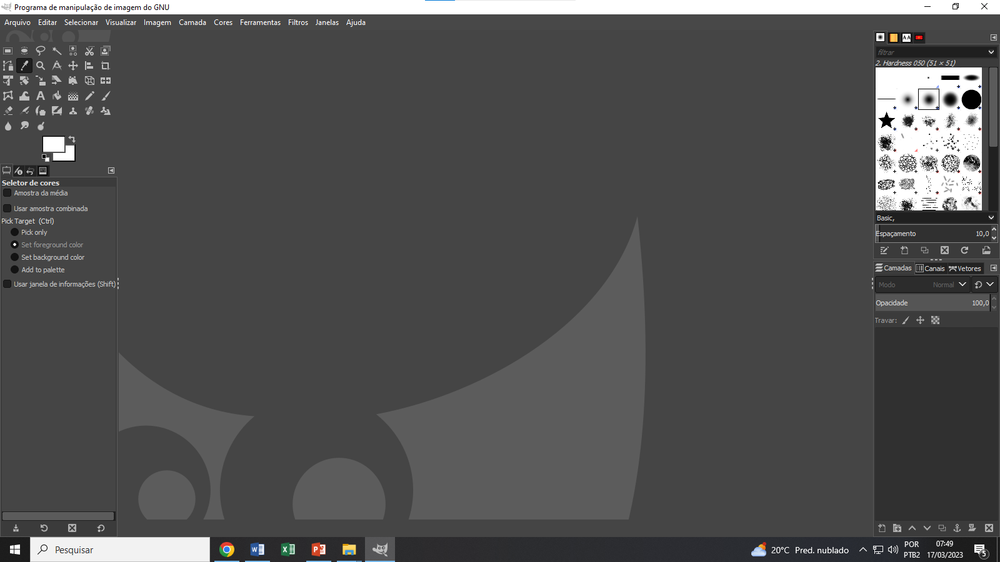 Programa de manipulação de imagem do GNU
Arquivo Editar Selecionar Visualizar Imagem Camada Cores Ferramentas Filtros Janelas Ajuda
Seletor de cores
Amostra da média
Usar amostra combinada
Pick Target (Ctrl)
Pick only
Set foreground color
Set background color
Add to palette
Usar janela de informações (Shift)
filtrar
2. Hardness 050 (51 × 51)
Basic,
Espaçamento 10,0
Camadas Canais Vetores
Modo Normal
Opacidade 100,0
Travar:
Pesquisar
20°C Pred. nublado
POR
PTB2
07:49
17/03/2023
5